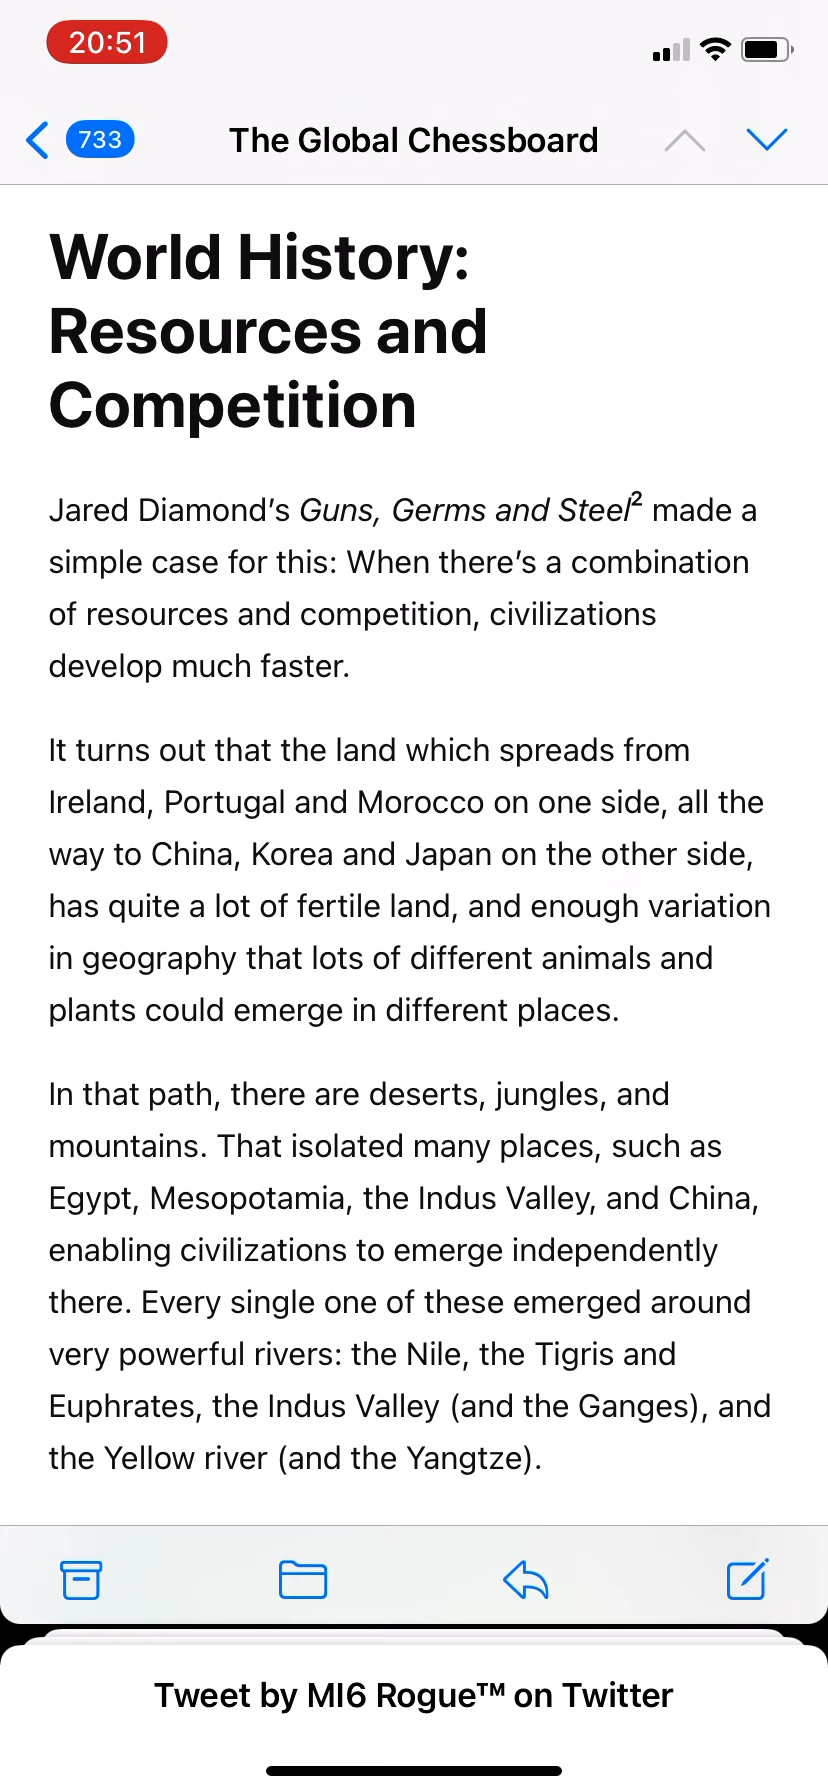 20:51
733
The Global Chessboard
World History:
Resources and
Competition
Jared Diamond's Guns, Germs and Steel² made a
simple case for this: When there's a combination
of resources and competition, civilizations
develop much faster.
It turns out that the land which spreads from
Ireland, Portugal and Morocco on one side, all the
way to China, Korea and Japan on the other side,
has quite a lot of fertile land, and enough variation
in geography that lots of different animals and
plants could emerge in different places.
In that path, there are deserts, jungles, and
mountains. That isolated many places, such as
Egypt, Mesopotamia, the Indus Valley, and China,
enabling civilizations to emerge independently
there. Every single one of these emerged around
very powerful rivers: the Nile, the Tigris and
Euphrates, the Indus Valley (and the Ganges), and
the Yellow river (and the Yangtze).
Tweet by MI6 Rogue™ on Twitter